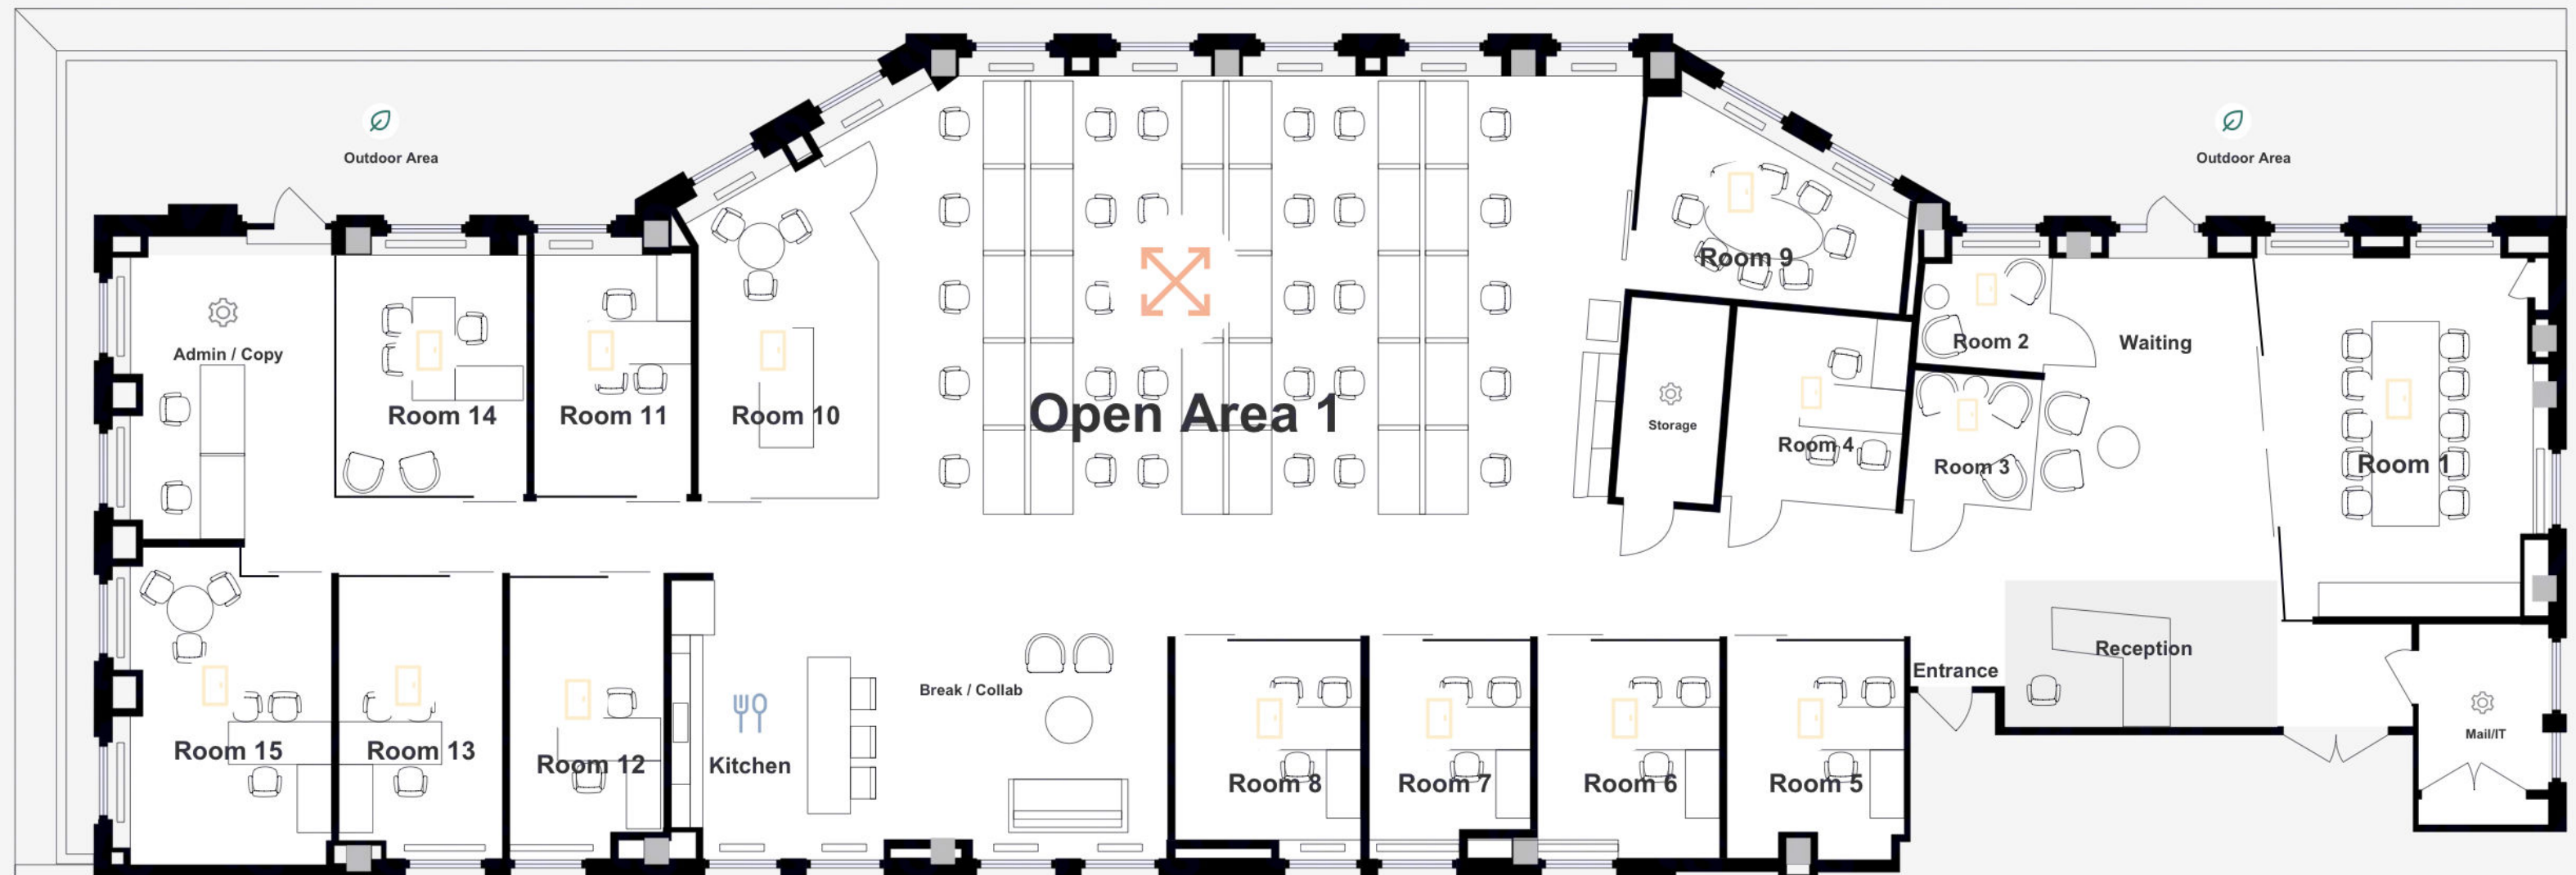 Outdoor Area
Outdoor Area
Room 9
Admin / Copy
Room 2
Waiting
Room 14
Room 11
Room 10
Open Area 1
Storage
Room 4
Room 3
Room 1
Reception
Entrance
Break / Collab
Mail/IT
Room 15
Room 13
Room 12
Kitchen
Room 8
Room 7
Room 6
Room 5